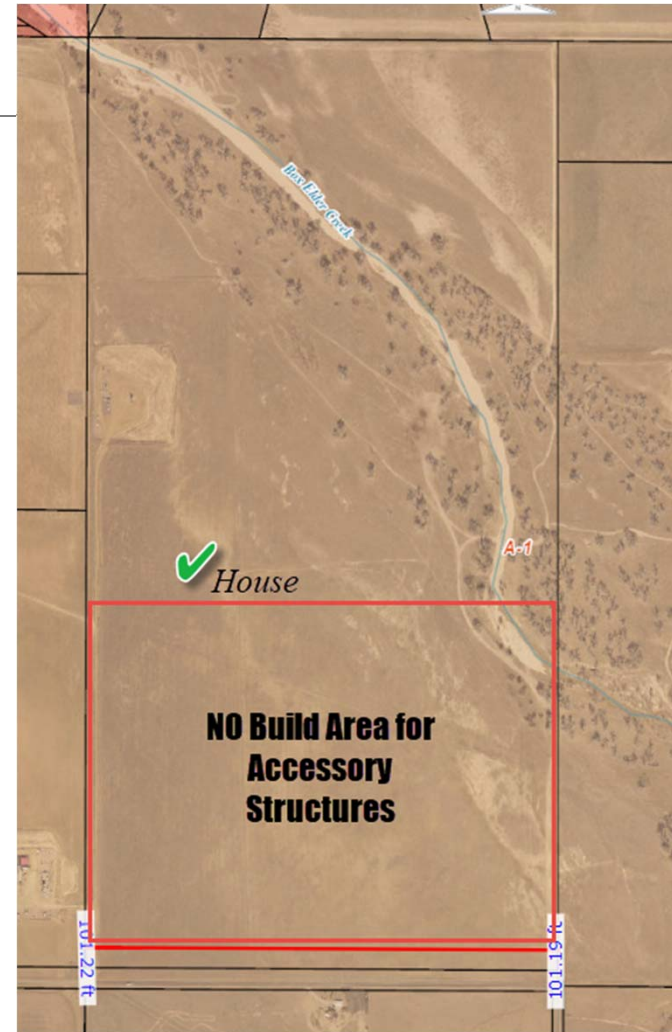 Box Elder Creek
A-1
House
NO Build Area for
Accessory
Structures
101.22 ft
101.19 ft